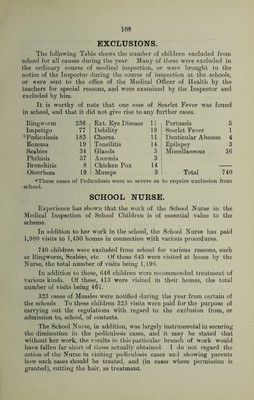 108
EXCLUSIONS.
The following Table shows the number of children excluded from
school for all causes during the year. Many of these were excluded in
the ordinary course of medical inspection, or were brought to the
notice of the Inspector during the course of inspection at the schools,
or were sent to the office of the Medical Officer of Health by the
teachers for special reasons, and were examined by the Inspector and
excluded by him.
It is worthy of note that one case of Scarlet Fever was found
in school, and that it did not give rise to any further cases.
Ringworm 236 Ext. Eye Disease Pertussis 5
Impetigo 77 Debility 19 Scarlet Fever 1
*Pediculosis 183 Chorea 11 Denticular Abscess 4
Eczema 19 Tonsilitis 14 Epilepsy 3
Scabies 34 Glands 3 Miscellaneous 36
Phthisis 37 Anæmia 3
Bronchitis 8 Chicken Pox 14
Otorrhœa 19 Mumps 3 Total 740
*These cases of Pediculosis were so severe as to require exclusion from
school.
SCHOOL NURSE.
Experience has shown that the work of the School Nurse in the
Medical Inspection of School Children is of essential value to the
scheme.
In addition to her work in the school, the School Nurse has paid
1,980 visits to 1,430 homes in connection with various procedures.
740 children were excluded from school for various reasons, such
as Ringworm, Scabies, etc Of these 643 were visited at home by the
Nurse, the total number of visits being 1,196.
In addition to these, 646 children were recommended treatment of
various kinds. Of these, 413 were visited in their homes, the total
number of visits being 461.
323 cases of Measles were notified during the year from certain of
the schools To these children 323 visits were paid for the purpose of
carrying out the regulations with regard to the exclusion from, or
admission to, school, of contacts.
The School Nurse, in addition, was largely instrumental in securing
the diminution in the pediculosis cases, and it may be stated that
without her work, the results in this particular branch of work would
have fallen far short of those actually obtained. I do not regard the
action of the Nurse in visiting pediculosis cases and showing parents
how such cases should be treated, and (in cases where permission is
granted), cutting the hair, as treatment.